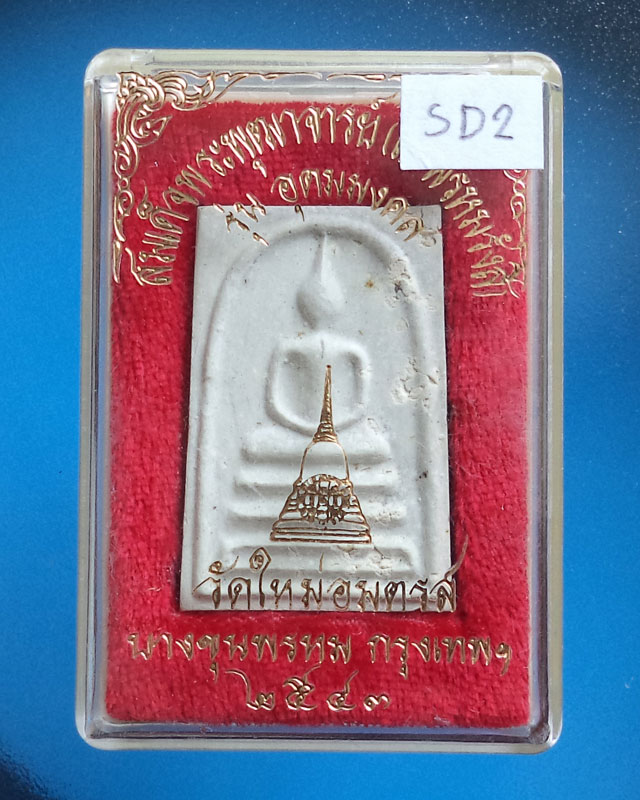 สมเด็จพระพุฒาจารย์ (โต พรหมรังสี)
SD2
รุ่น อุดมมงคล
วัดใหม่อมตรส
บางขุนพรหม กรุงเทพฯ
๒๕๔๓